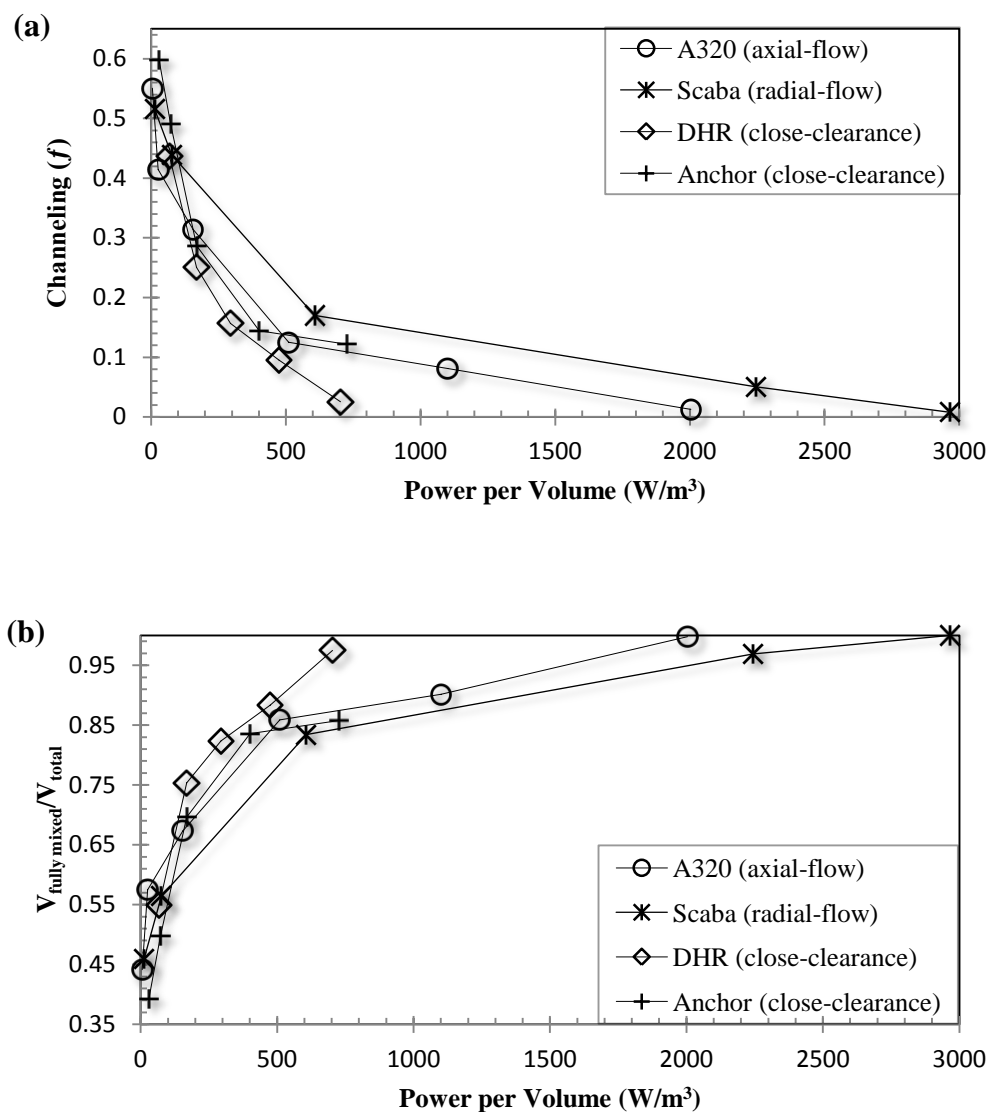 (a)
0.6
0.5
0.4
0.3
0.2
0.1
0
Channeling (f)
A320 (axial-flow)
Scaba (radial-flow)
DHR (close-clearance)
Anchor (close-clearance)
0 500 1000 1500 2000 2500 3000
Power per Volume (W/m³)
(b)
0.95
0.85
0.75
0.65
0.55
0.45
0.35
V_fully mixed/V_total
A320 (axial-flow)
Scaba (radial-flow)
DHR (close-clearance)
Anchor (close-clearance)
0 500 1000 1500 2000 2500 3000
Power per Volume (W/m³)